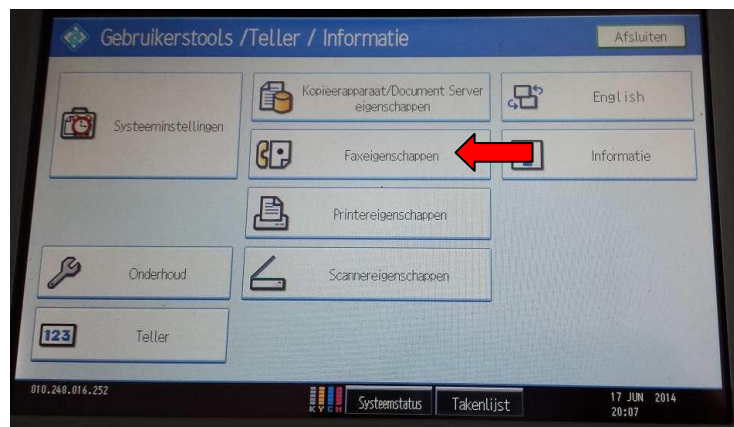 Gebruikerstools /Teller / Informatie
Afsluiten
Systeeminstellingen
Kopieerapparaat/Document Server
eigenschappen
English
Faxeigenschappen
Informatie
Printereigenschappen
Onderhoud
Scannereigenschappen
123
Teller
010.248.016.252
K Y C M
Systeemstatus
Takenlijst
17 JUN 2014
20:07